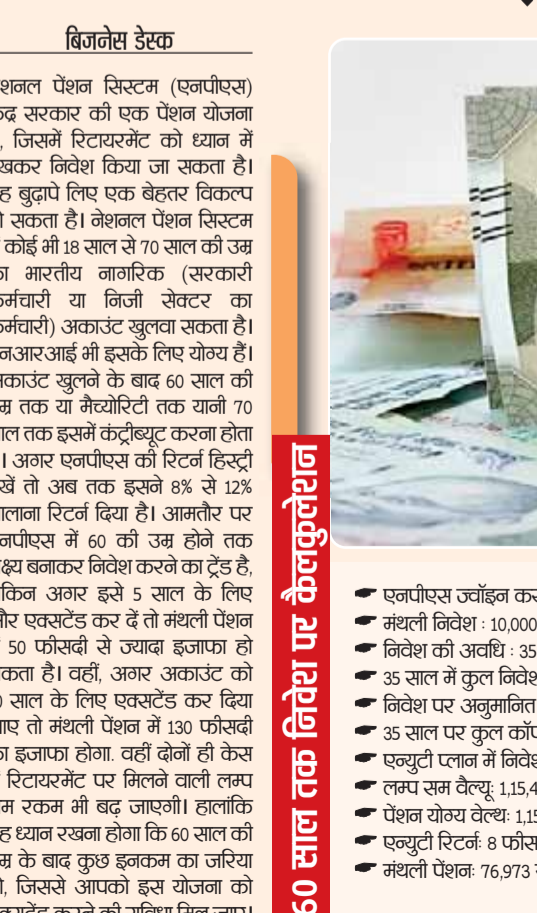 बिजनेस डेस्क
शनल पेंशन सिस्टम (एनपीएस)
सरकार की एक पेंशन योजना
, जिसमें रिटायरमेंट को ध्यान में
खकर निवेश किया जा सकता है।
ह बुढ़ापे लिए एक बेहतर विकल्प
सकता है। नेशनल पेंशन सिस्टम
कोई भी 18 साल से 70 साल की उम्र
भारतीय नागरिक (सरकारी
र्मचारी या निजी सेक्टर का
र्मचारी) अकाउंट खुलवा सकता है।
नआरआई भी इसके लिए योग्य हैं।
काउंट खुलने के बाद 60 साल की
म्र तक या मैच्योरिटी तक यानी 70
ाल तक इसमें कंट्रीब्यूट करना होता
। अगर एनपीएस की रिटर्न हिस्ट्री
खें तो अब तक इसने 8% से 12%
ालाना रिटर्न दिया है। आमतौर पर
नपीएस में 60 की उम्र होने तक
क्ष्य बनाकर निवेश करने का ट्रेंड है,
किन अगर इसे 5 साल के लिए
और एक्सटेंड कर दें तो मंथली पेंशन
50 फीसदी से ज्यादा इजाफा हो
कता है। वहीं, अगर अकाउंट को
साल के लिए एक्सटेंड कर दिया
ाए तो मंथली पेंशन में 130 फीसदी
का इजाफा होगा. वहीं दोनों ही केस
रिटायरमेंट पर मिलने वाली लम्प
म रकम भी बढ़ जाएगी। हालांकि
ह ध्यान रखना होगा कि 60 साल की
म्र के बाद कुछ इनकम का जरिया
, जिससे आपको इस योजना को
60 साल तक निवेश पर कैलकुलेशन
एनपीएस ज्वॉइन कर
मंथली निवेश : 10,000
निवेश की अवधि : 35
35 साल में कुल निवेश
निवेश पर अनुमानित
35 साल पर कुल कॉर्प
एन्युटी प्लान में निवेश
लम्प सम वैल्यू: 1,15,4
पेंशन योग्य वेल्थ: 1,15
एन्युटी रिटर्न: 8 फीस
मंथली पेंशन: 76,973